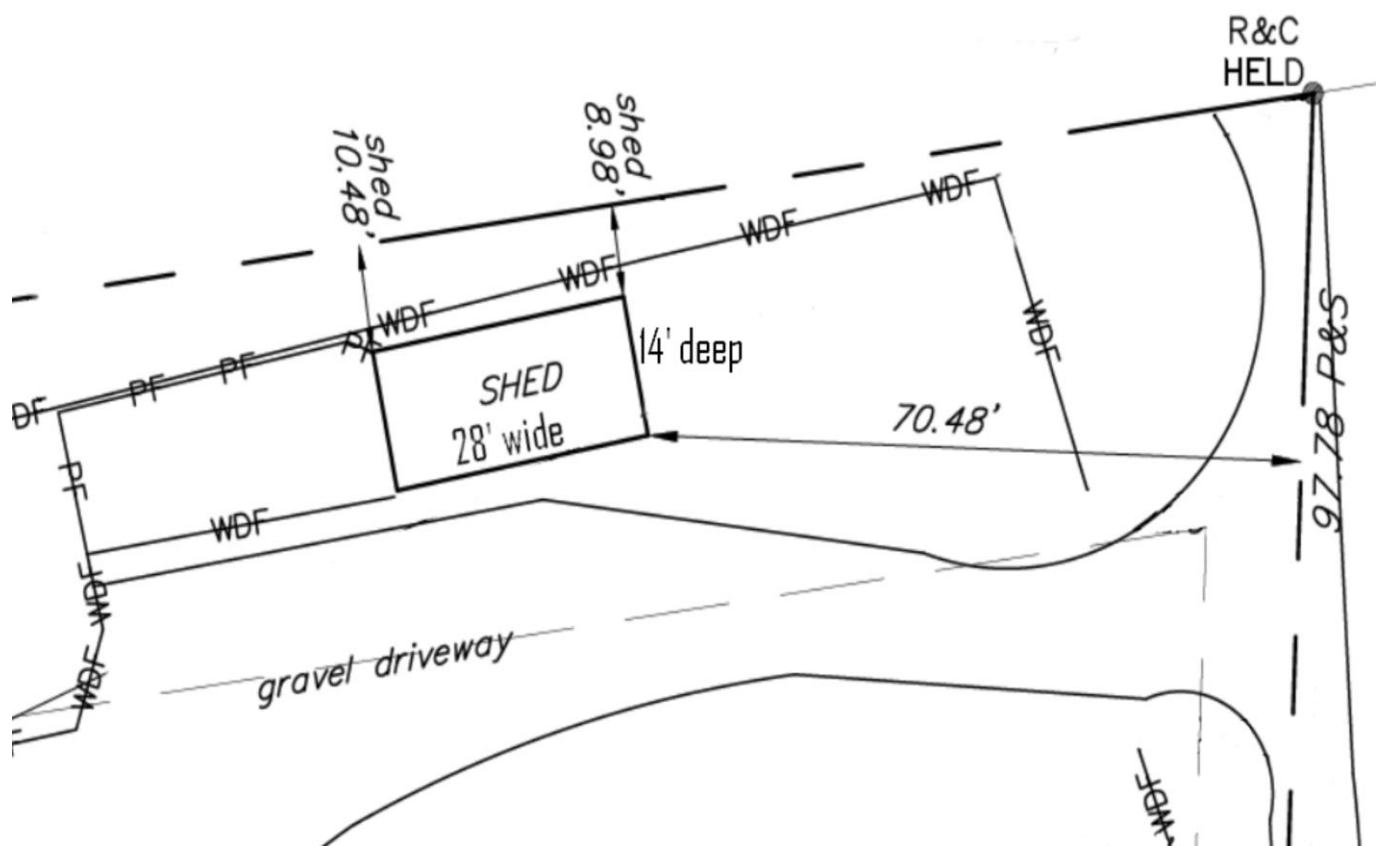 R&C
HELD
shed
8.98'
shed
10.48'
WDF
WDF
WDF
WDF
WDF
PF
PF
PF
DF
SHED
28' wide
14' deep
70.48'
97.78 P&S
PF
WDF
WDF
WDF
gravel driveway
WDF